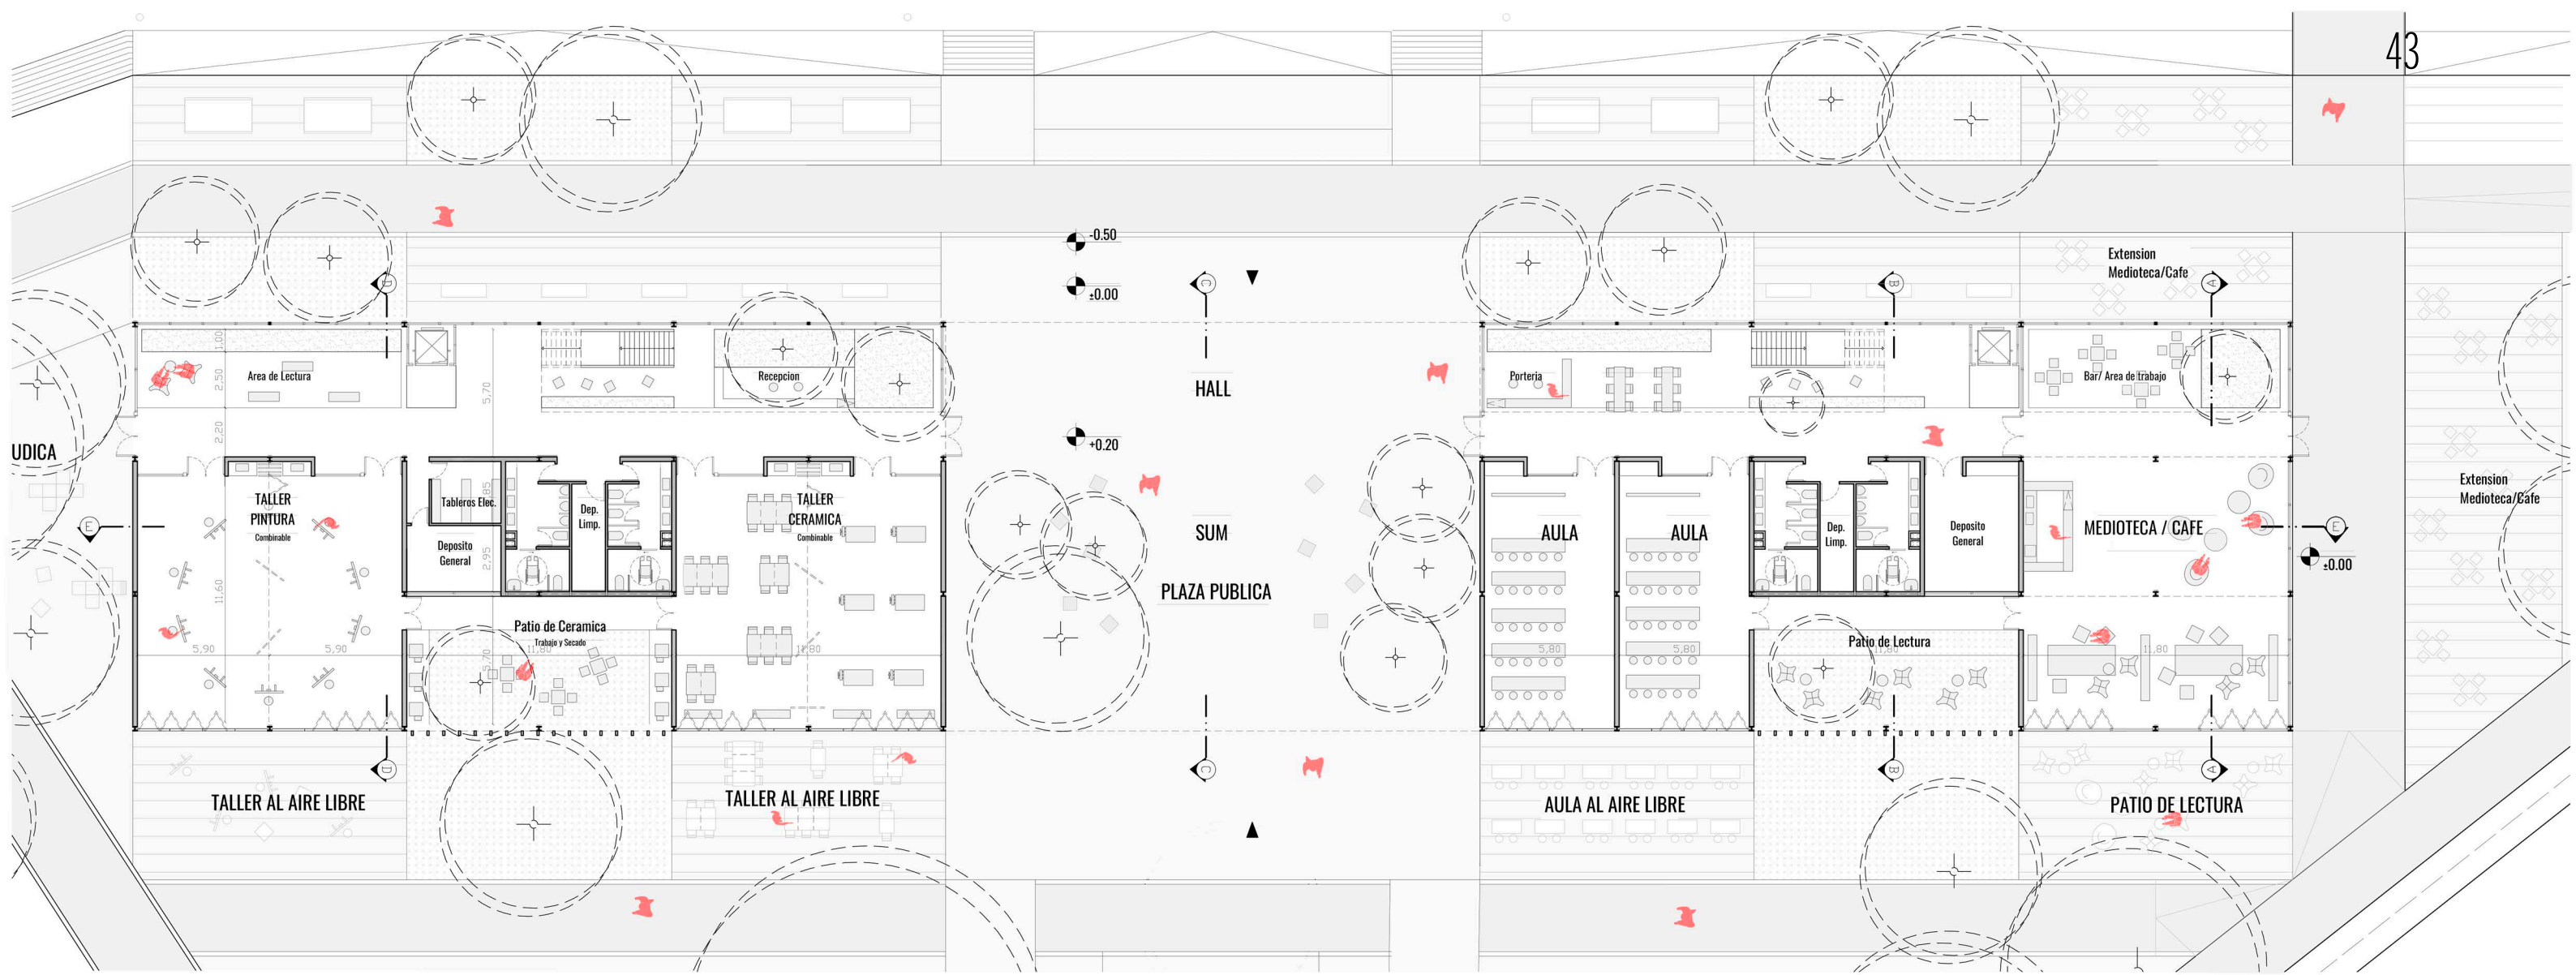 43
-0.50
±0.00
Extension
Medioteca/Cafe
D
C
B
A
1,00
2,50
2,20
5,70
Area de Lectura
Recepcion
HALL
Porteria
Bar/ Area de trabajo
+0.20
UDICA
TALLER
PINTURA
Combinable
Tableros Elec.
Deposito
General
2,95
Dep.
Limp.
TALLER
CERAMICA
Combinable
SUM
PLAZA PUBLICA
AULA
AULA
Dep.
Limp.
Deposito
General
MEDIOTECA / CAFE
Extension
Medioteca/Cafe
E
E
±0.00
11,60
5,90
5,90
Patio de Ceramica
Trabajo y Secado
11,80
11,80
5,80
5,80
Patio de Lectura
11,80
11,80
D
C
B
A
TALLER AL AIRE LIBRE
TALLER AL AIRE LIBRE
AULA AL AIRE LIBRE
PATIO DE LECTURA